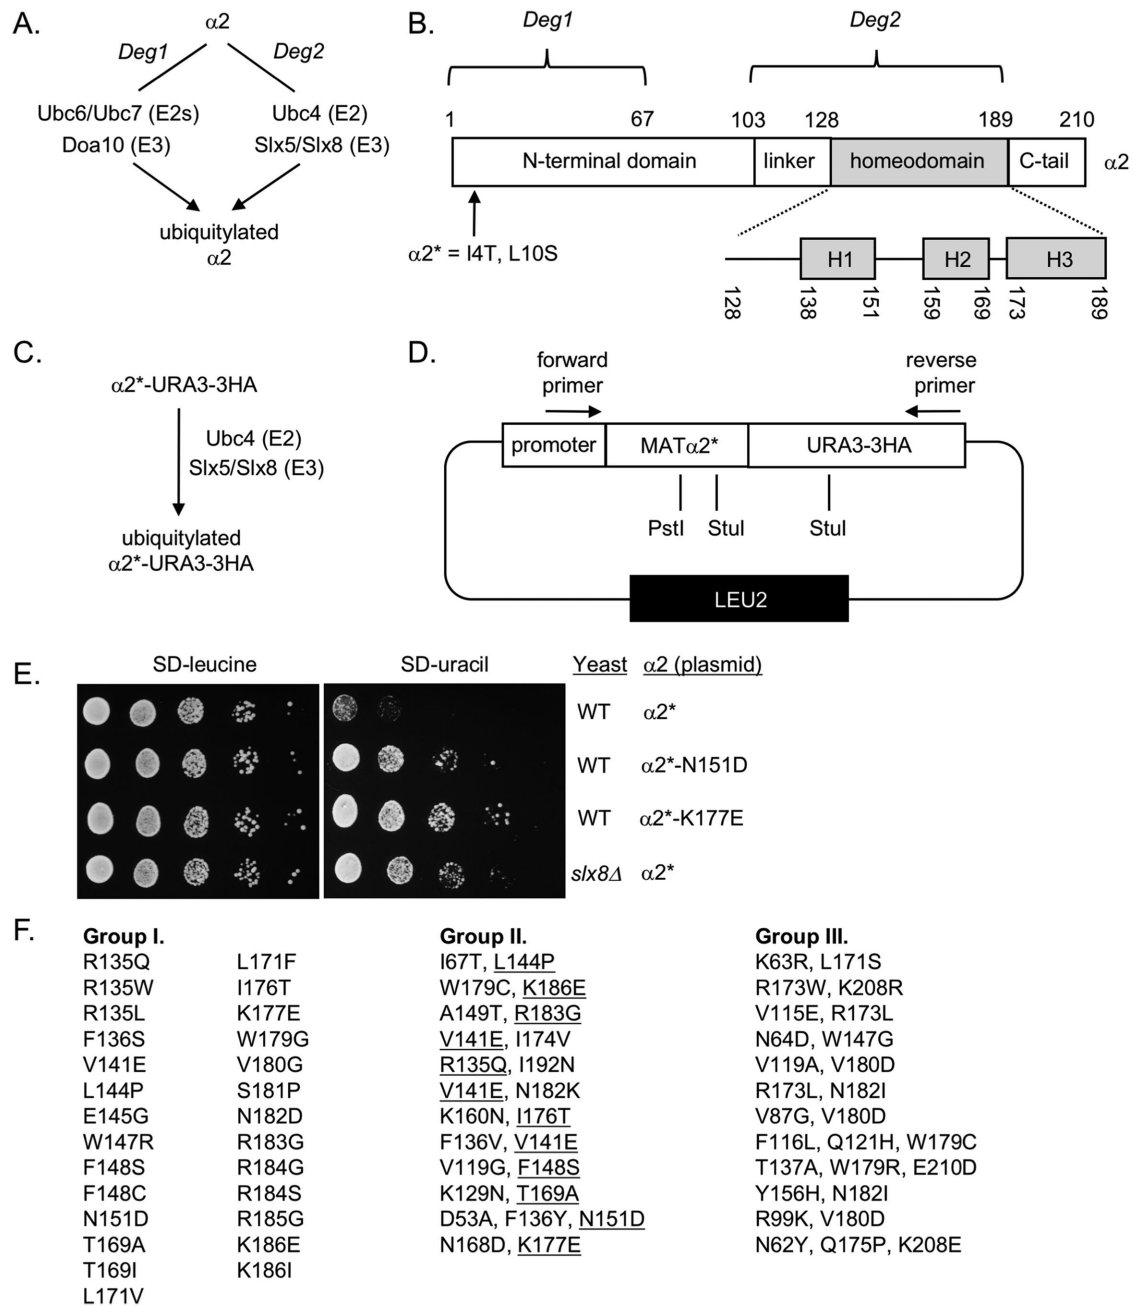 A.
α2
Deg1
Deg2
Ubc6/Ubc7 (E2s)
Doa10 (E3)
Ubc4 (E2)
Slx5/Slx8 (E3)
ubiquitylated
α2
B.
Deg1
Deg2
1
67
103
128
189
210
N-terminal domain
linker
homeodomain
C-tail
α2
α2* = I4T, L10S
H1
H2
H3
128
138
151
159
169
173
189
C.
α2*-URA3-3HA
Ubc4 (E2)
Slx5/Slx8 (E3)
ubiquitylated
α2*-URA3-3HA
D.
forward
primer
reverse
primer
promoter
MATα2*
URA3-3HA
PstI
StuI
StuI
LEU2
E.
SD-leucine
SD-uracil
Yeast
α2 (plasmid)
WT α2*
WT α2*-N151D
WT α2*-K177E
slx8Δ α2*
F.
Group I.
R135Q
R135W
R135L
F136S
V141E
L144P
E145G
W147R
F148S
F148C
N151D
T169A
T169I
L171V
L171F
I176T
K177E
W179G
V180G
S181P
N182D
R183G
R184G
R184S
R185G
K186E
K186I
Group II.
I67T, L144P
W179C, K186E
A149T, R183G
V141E, I174V
R135Q, I192N
V141E, N182K
K160N, I176T
F136V, V141E
V119G, F148S
K129N, T169A
D53A, F136Y, N151D
N168D, K177E
Group III.
K63R, L171S
R173W, K208R
V115E, R173L
N64D, W147G
V119A, V180D
R173L, N182I
V87G, V180D
F116L, Q121H, W179C
T137A, W179R, E210D
Y156H, N182I
R99K, V180D
N62Y, Q175P, K208E